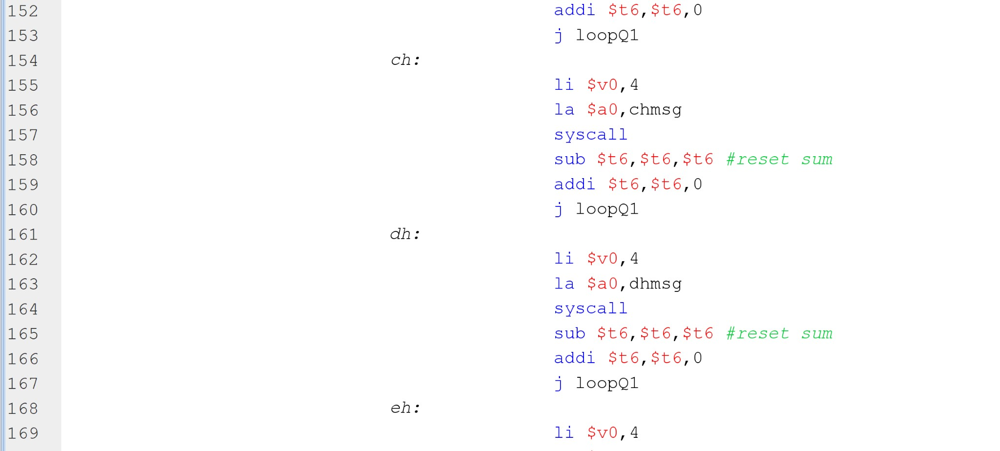 152 addi $t6,$t6,0
153 j loopQ1
154 ch:
155 li $v0,4
156 la $a0,chmsg
157 syscall
158 sub $t6,$t6,$t6 #reset sum
159 addi $t6,$t6,0
160 j loopQ1
161 dh:
162 li $v0,4
163 la $a0,dhmsg
164 syscall
165 sub $t6,$t6,$t6 #reset sum
166 addi $t6,$t6,0
167 j loopQ1
168 eh:
169 li $v0,4